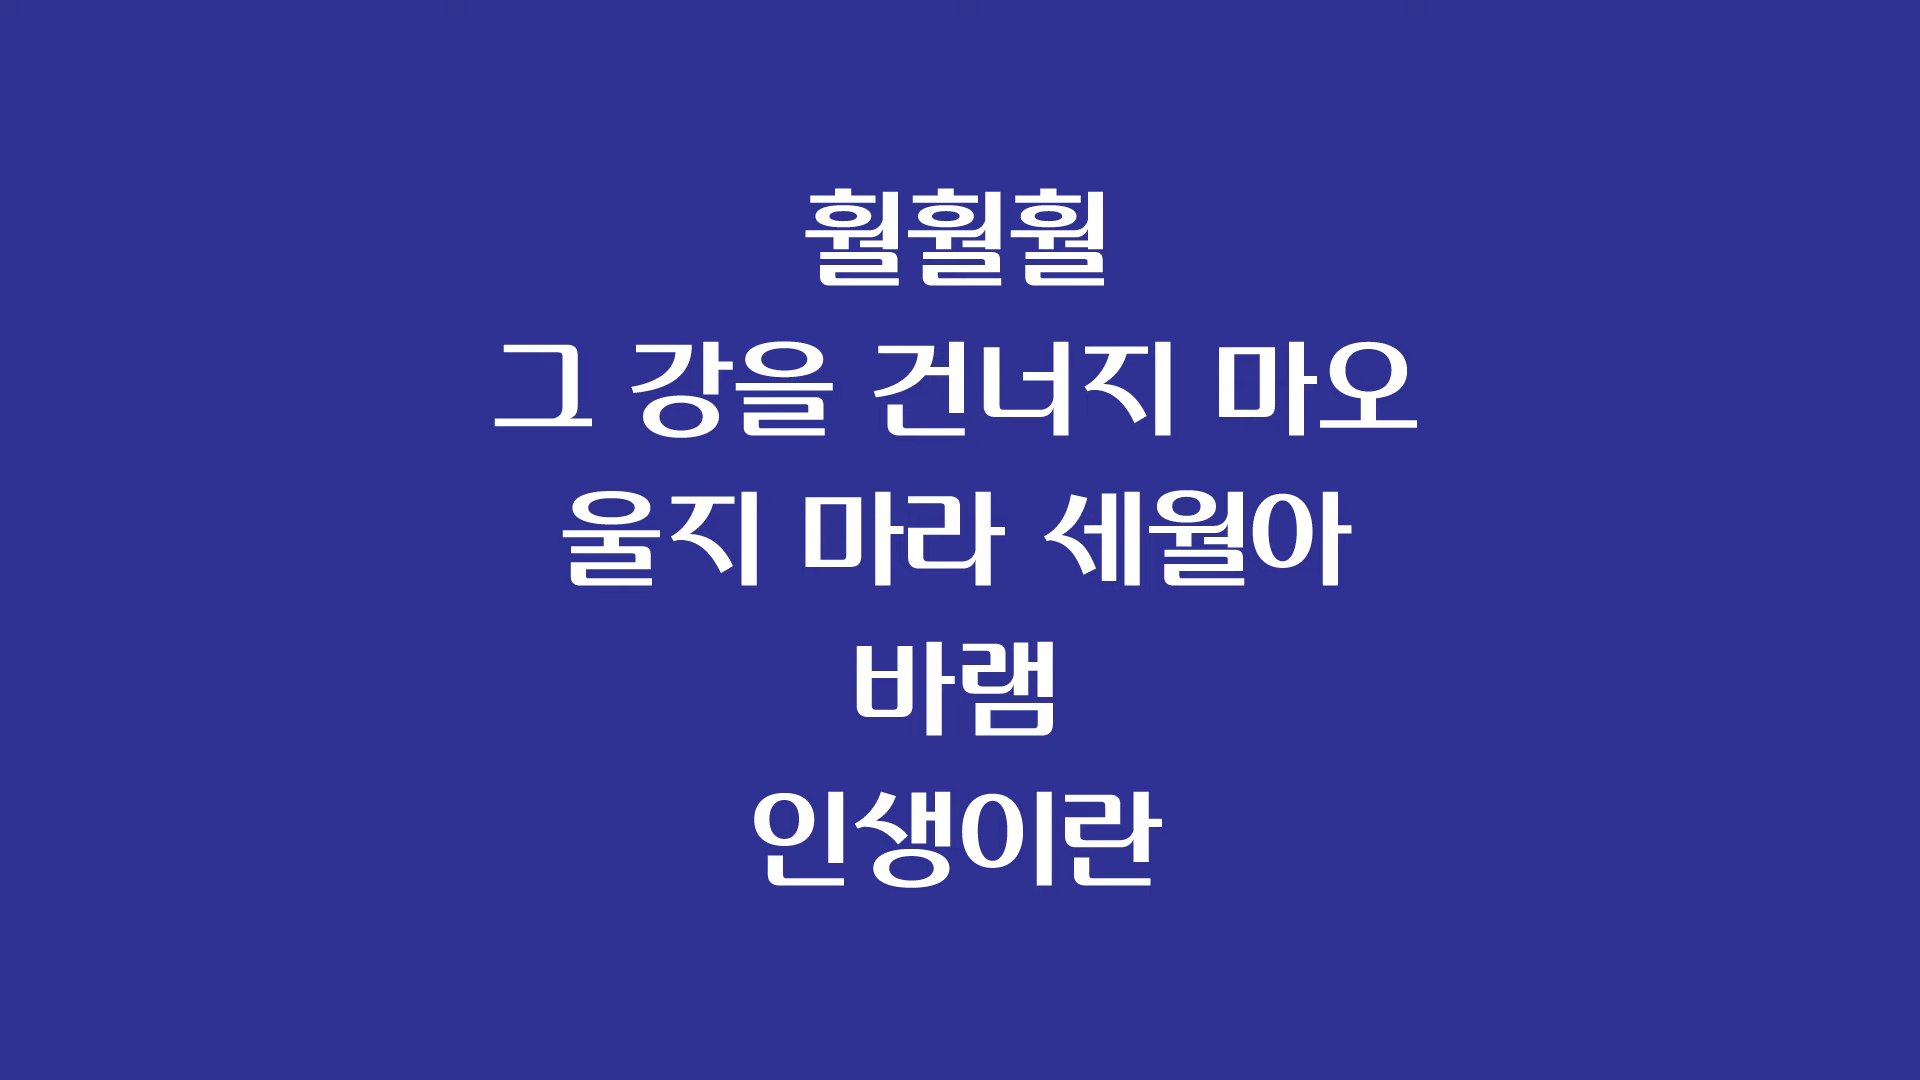 훨훨훨
그 강을 건너지 마오
울지 마라 세월아
바램
인생이란